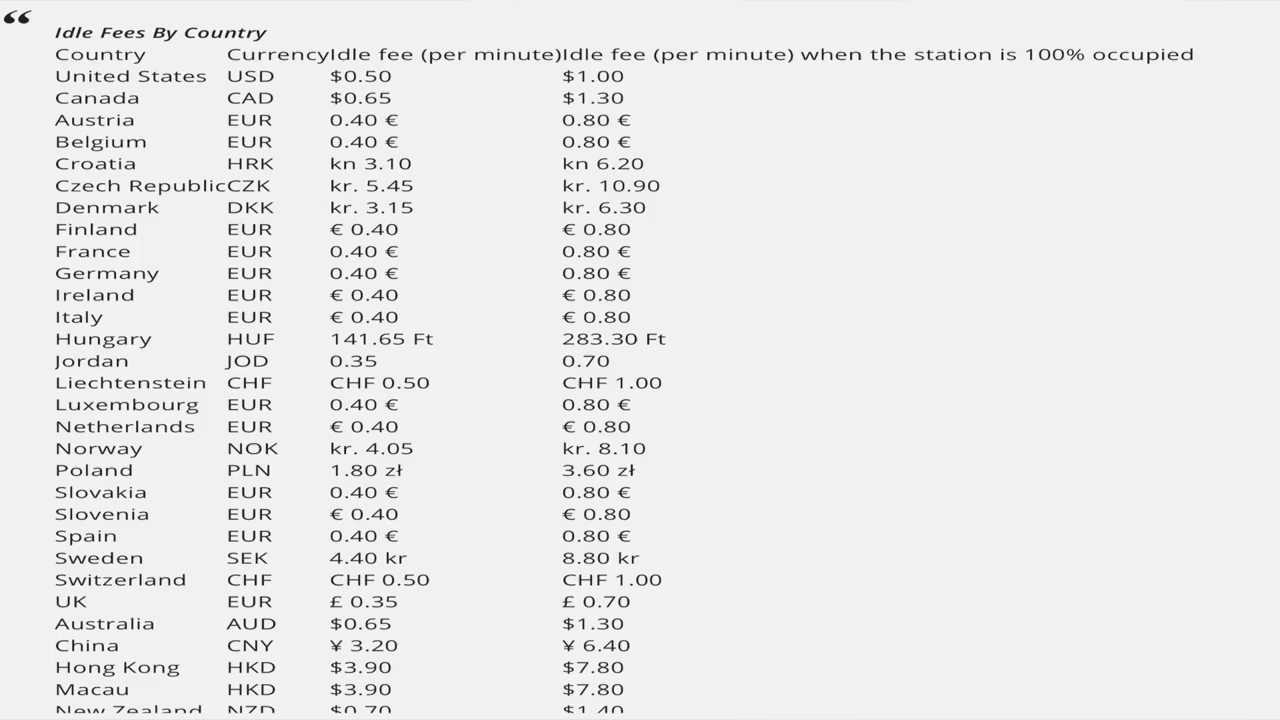 “
Idle Fees By Country
Country CurrencyIdle fee (per minute)Idle fee (per minute) when the station is 100% occupied
United States USD $0.50 $1.00
Canada CAD $0.65 $1.30
Austria EUR 0.40 € 0.80 €
Belgium EUR 0.40 € 0.80 €
Croatia HRK kn 3.10 kn 6.20
Czech RepublicCZK kr. 5.45 kr. 10.90
Denmark DKK kr. 3.15 kr. 6.30
Finland EUR € 0.40 € 0.80
France EUR 0.40 € 0.80 €
Germany EUR 0.40 € 0.80 €
Ireland EUR € 0.40 € 0.80
Italy EUR € 0.40 € 0.80
Hungary HUF 141.65 Ft 283.30 Ft
Jordan JOD 0.35 0.70
Liechtenstein CHF CHF 0.50 CHF 1.00
Luxembourg EUR 0.40 € 0.80 €
Netherlands EUR € 0.40 € 0.80
Norway NOK kr. 4.05 kr. 8.10
Poland PLN 1.80 zł 3.60 zł
Slovakia EUR 0.40 € 0.80 €
Slovenia EUR € 0.40 € 0.80
Spain EUR 0.40 € 0.80 €
Sweden SEK 4.40 kr 8.80 kr
Switzerland CHF CHF 0.50 CHF 1.00
UK EUR £ 0.35 £ 0.70
Australia AUD $0.65 $1.30
China CNY ¥ 3.20 ¥ 6.40
Hong Kong HKD $3.90 $7.80
Macau HKD $3.90 $7.80
New Zealand NZD $0.70 $1.40